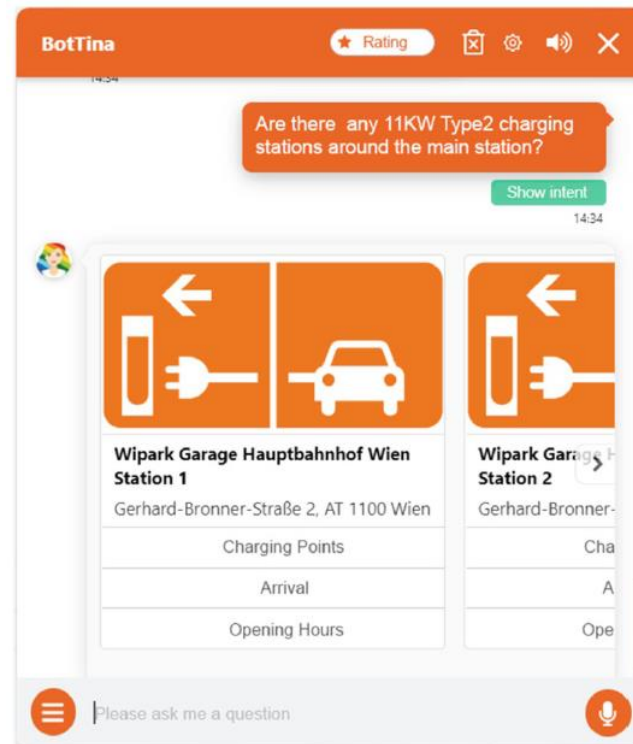 BotTina
Rating
14:34
Are there any 11KW Type2 charging
stations around the main station?
Show intent
14:34
Wipark Garage Hauptbahnhof Wien
Station 1
Gerhard-Bronner-Straße 2, AT 1100 Wien
Charging Points
Arrival
Opening Hours
Wipark Garage H
Station 2
Gerhard-Bronner-
Cha
A
Ope
Please ask me a question